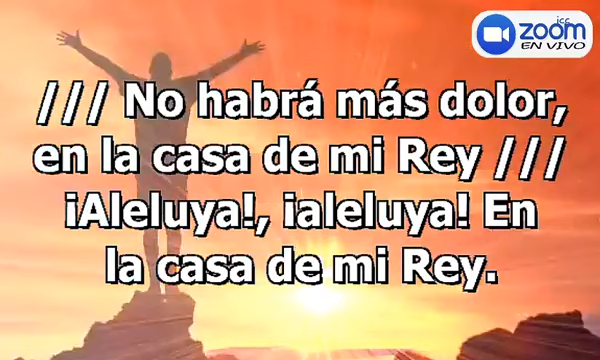 icc
zoom
EN VIVO
/// No habrá más dolor,
en la casa de mi Rey ///
¡Aleluya!, ¡aleluya! En
la casa de mi Rey.